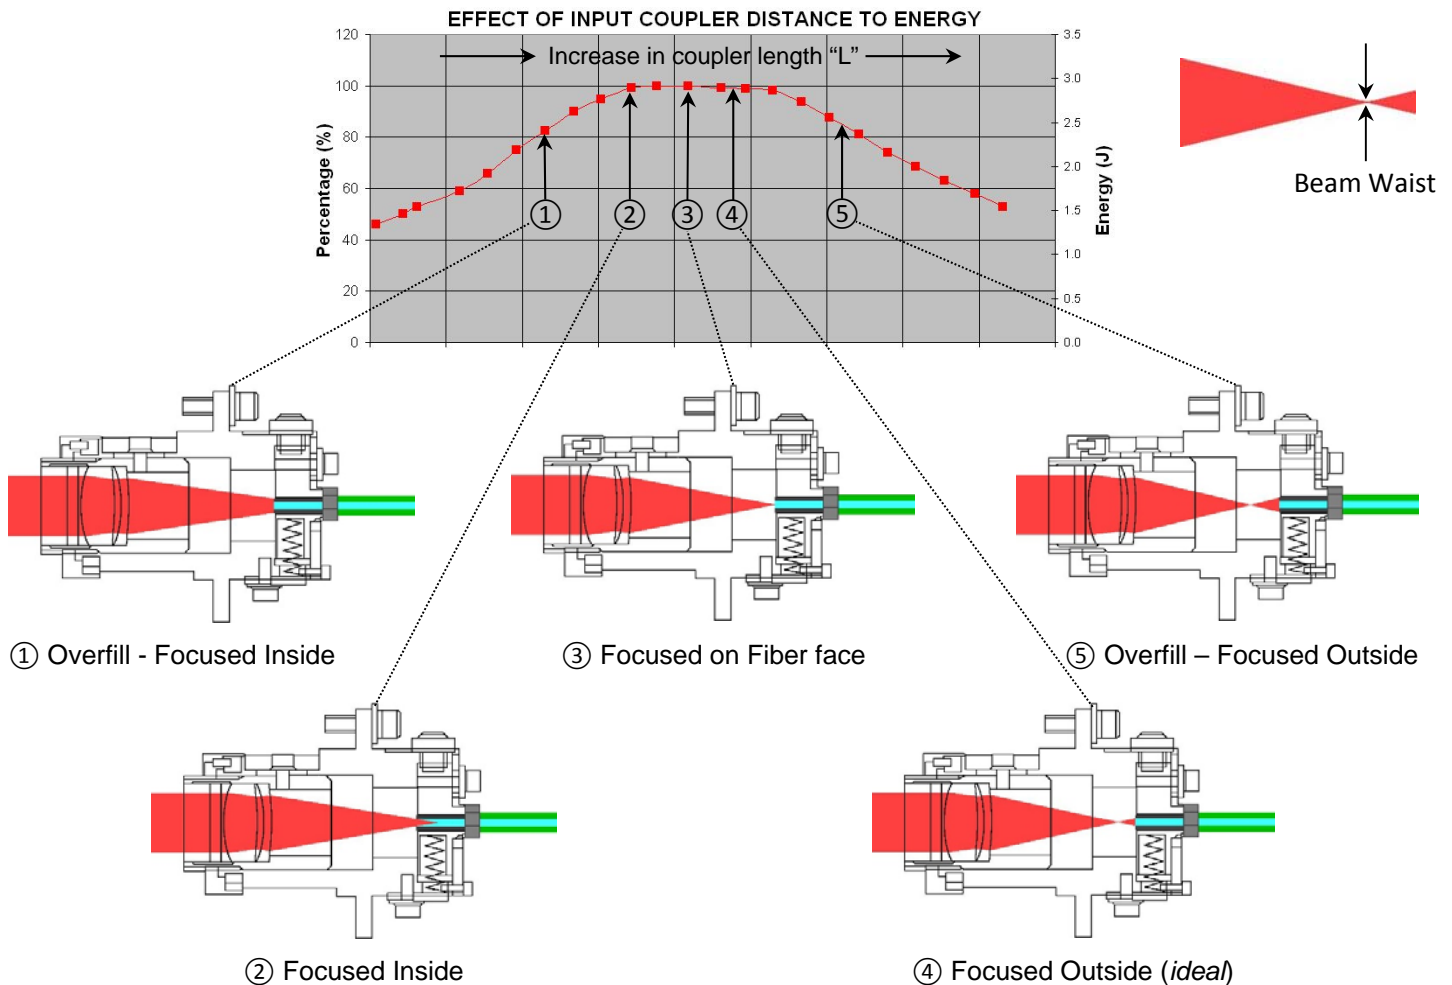 EFFECT OF INPUT COUPLER DISTANCE TO ENERGY
Increase in coupler length “L”
Percentage (%)
120
100
80
60
40
20
0
Energy (J)
3.5
3.0
2.5
2.0
1.5
1.0
0.5
0.0
① ② ③ ④ ⑤
Beam Waist
① Overfill - Focused Inside
③ Focused on Fiber face
⑤ Overfill – Focused Outside
② Focused Inside
④ Focused Outside (ideal)